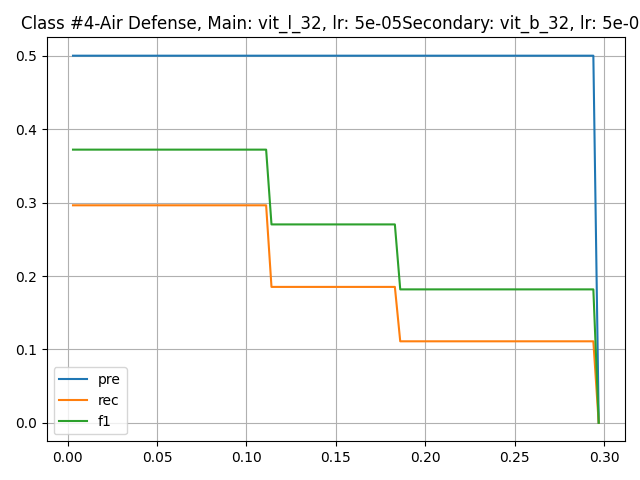 Class #4-Air Defense, Main: vit_l_32, lr: 5e-05Secondary: vit_b_32, lr: 5e-0
0.5
0.4
0.3
0.2
0.1
0.0
pre
rec
f1
0.00 0.05 0.10 0.15 0.20 0.25 0.30